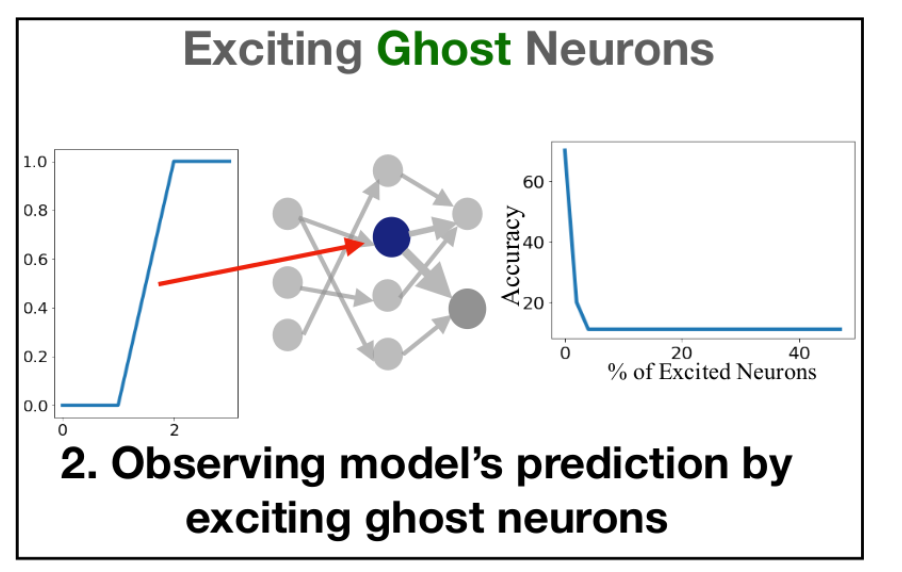 Exciting Ghost Neurons
1.0
0.8
0.6
0.4
0.2
0.0
0 2
Accuracy
60
40
20
0 20 40
% of Excited Neurons
2. Observing model's prediction by
exciting ghost neurons